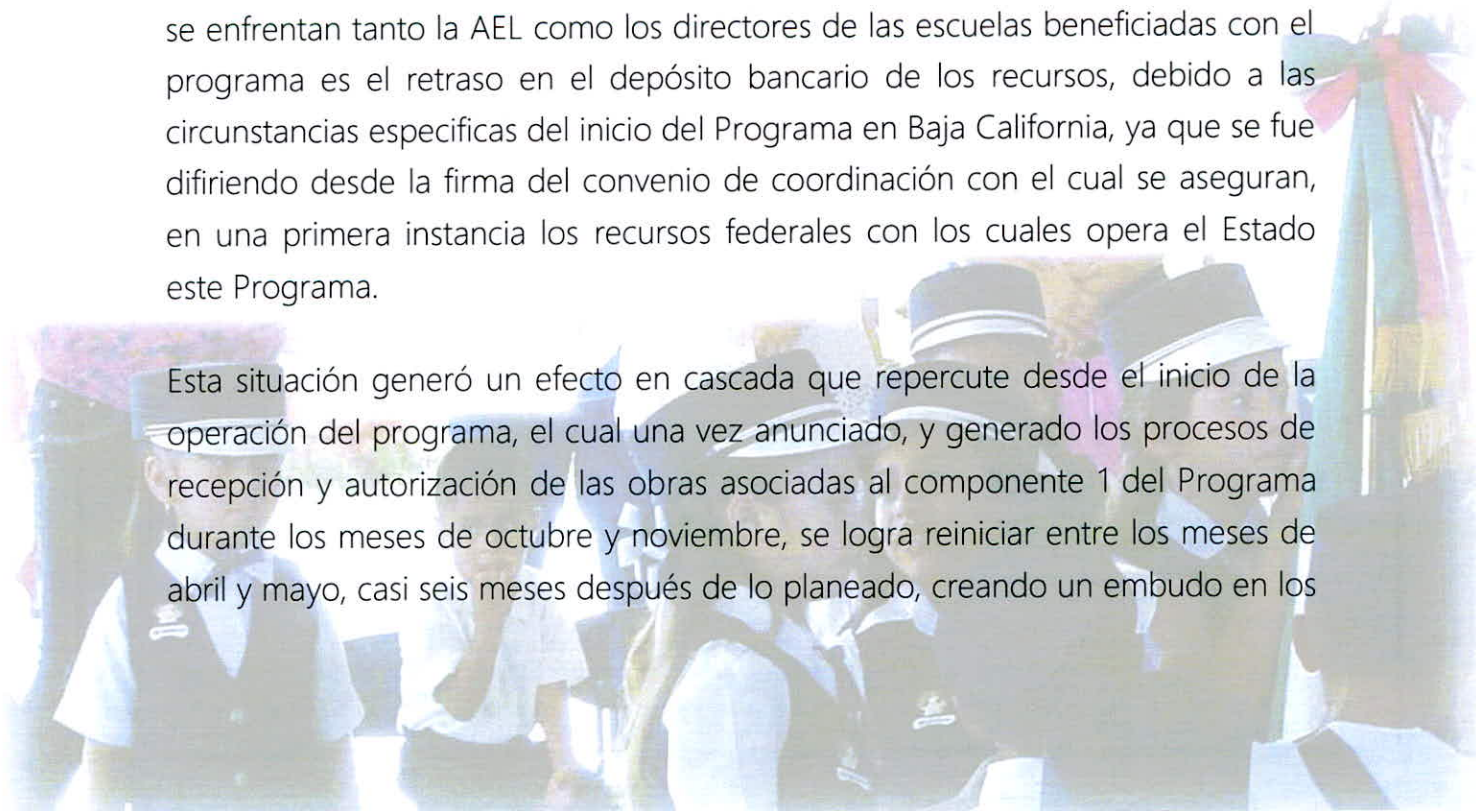 se enfrentan tanto la AEL como los directores de las escuelas beneficiadas con el
programa es el retraso en el depósito bancario de los recursos, debido a las
circunstancias especificas del inicio del Programa en Baja California, ya que se fue
difiriendo desde la firma del convenio de coordinación con el cual se aseguran,
en una primera instancia los recursos federales con los cuales opera el Estado
este Programa.
Esta situación generó un efecto en cascada que repercute desde el inicio de la
operación del programa, el cual una vez anunciado, y generado los procesos de
recepción y autorización de las obras asociadas al componente 1 del Programa
durante los meses de octubre y noviembre, se logra reiniciar entre los meses de
abril y mayo, casi seis meses después de lo planeado, creando un embudo en los